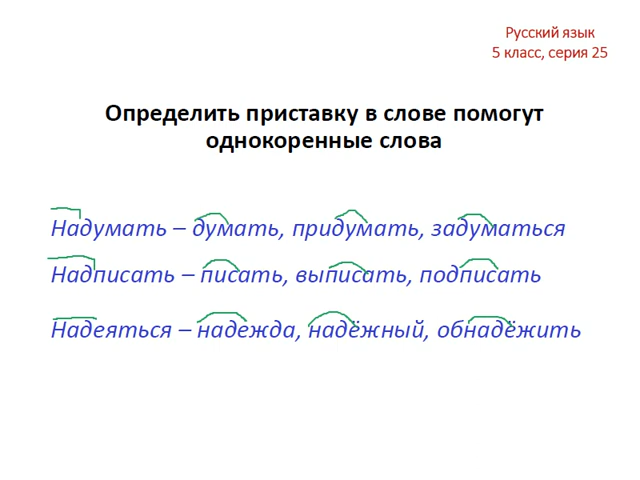 Русский язык
5 класс, серия 25
Определить приставку в слове помогут
однокоренные слова
Надумать – думать, придумать, задуматься
Надписать – писать, выписать, подписать
Надеяться – надежда, надёжный, обнадёжить